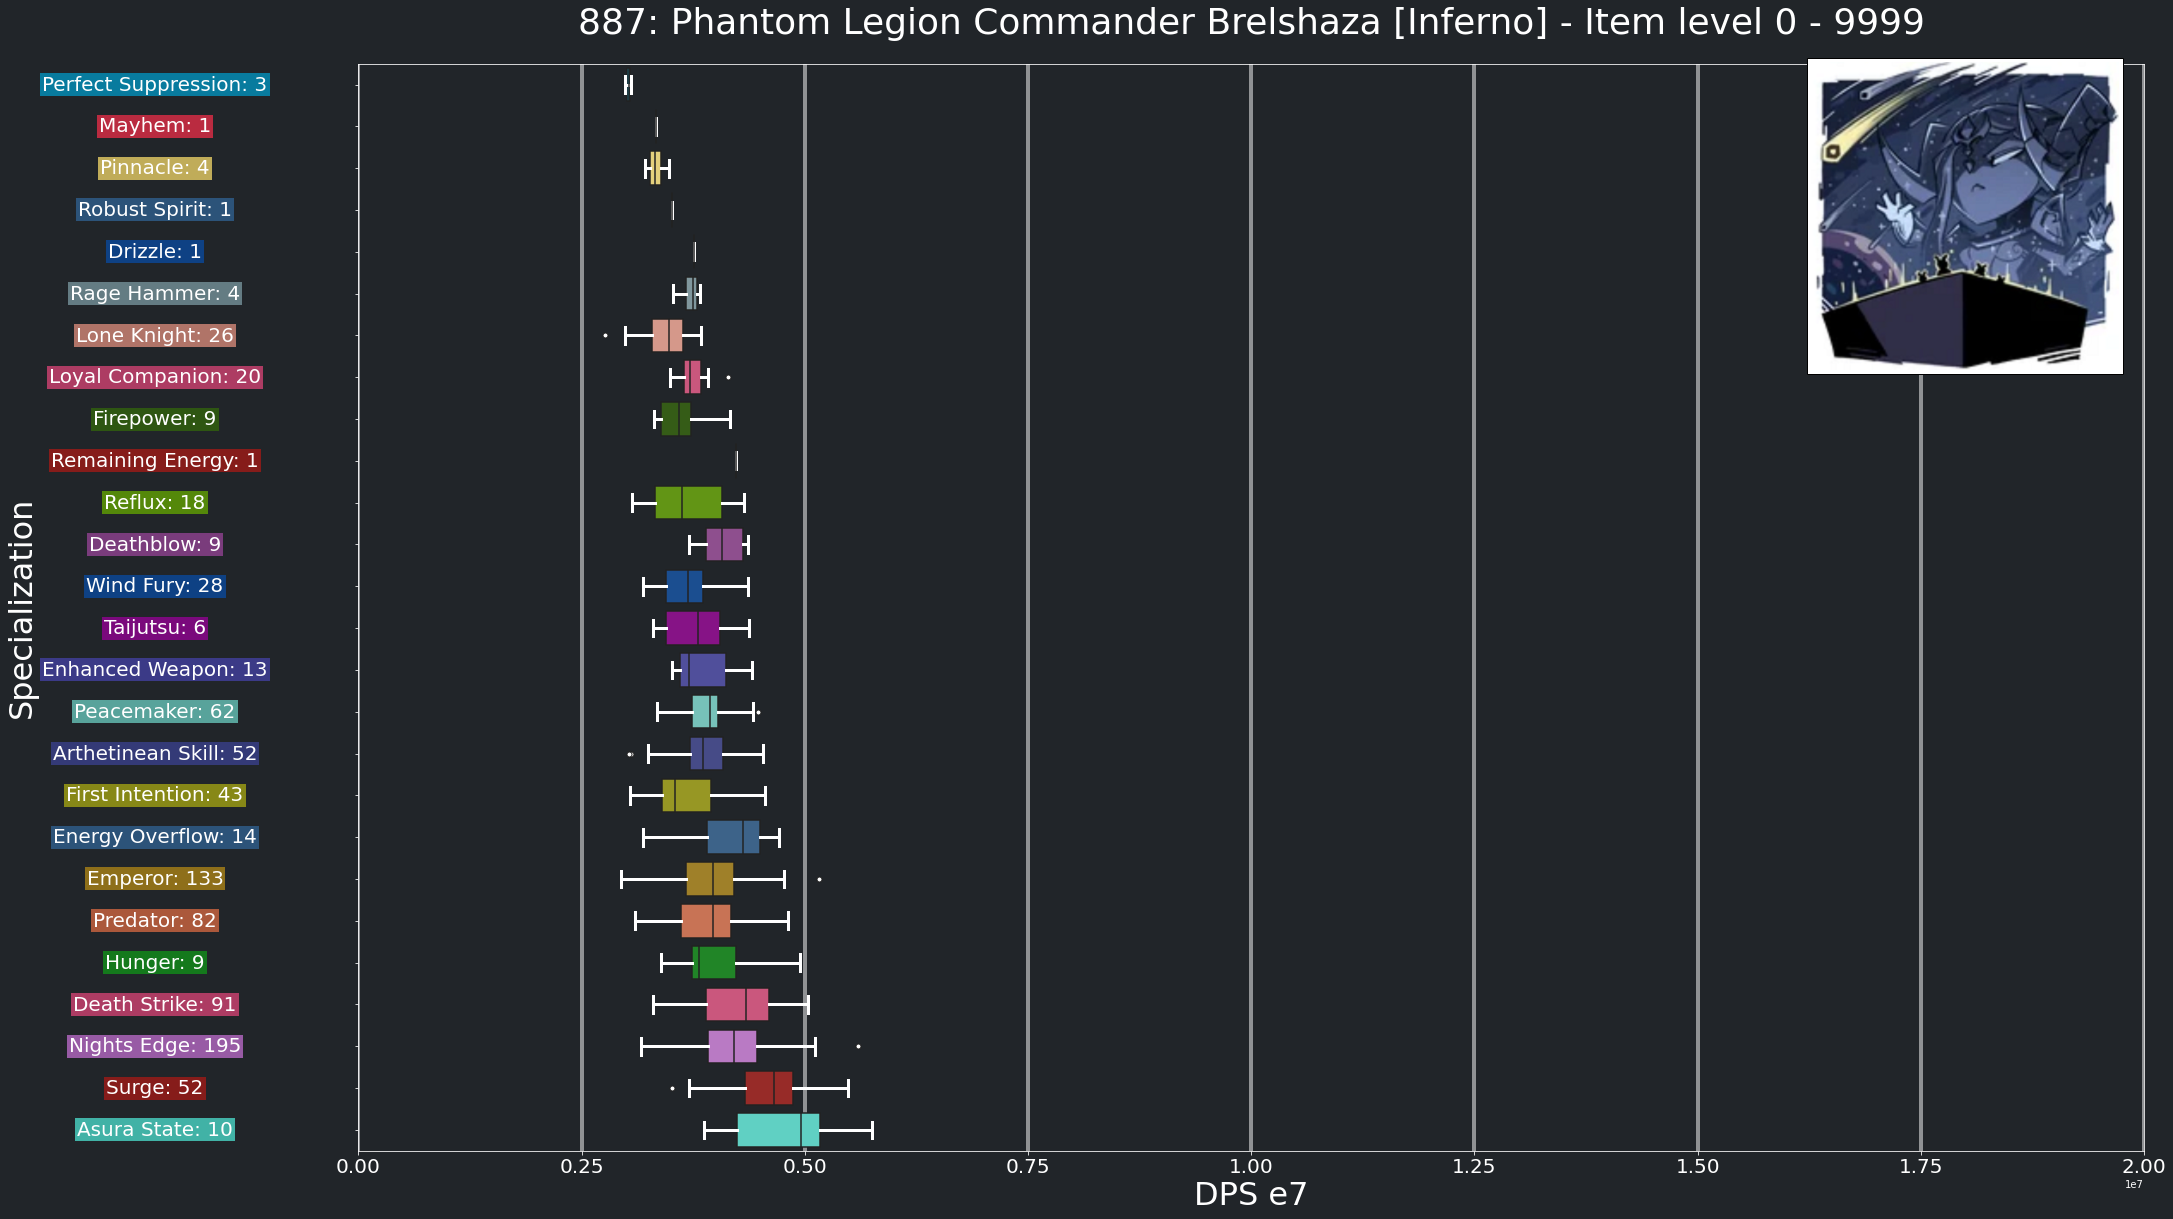 887: Phantom Legion Commander Brelshaza [Inferno] - Item level 0 - 9999
Perfect Suppression: 3
Mayhem: 1
Pinnacle: 4
Robust Spirit: 1
Drizzle: 1
Rage Hammer: 4
Lone Knight: 26
Loyal Companion: 20
Firepower: 9
Remaining Energy: 1
Reflux: 18
Deathblow: 9
Wind Fury: 28
Taijutsu: 6
Enhanced Weapon: 13
Peacemaker: 62
Arthetinean Skill: 52
First Intention: 43
Energy Overflow: 14
Emperor: 133
Predator: 82
Hunger: 9
Death Strike: 91
Nights Edge: 195
Surge: 52
Asura State: 10
Specialization
0.00 0.25 0.50 0.75 1.00 1.25 1.50 1.75 2.00
1e7
DPS e7